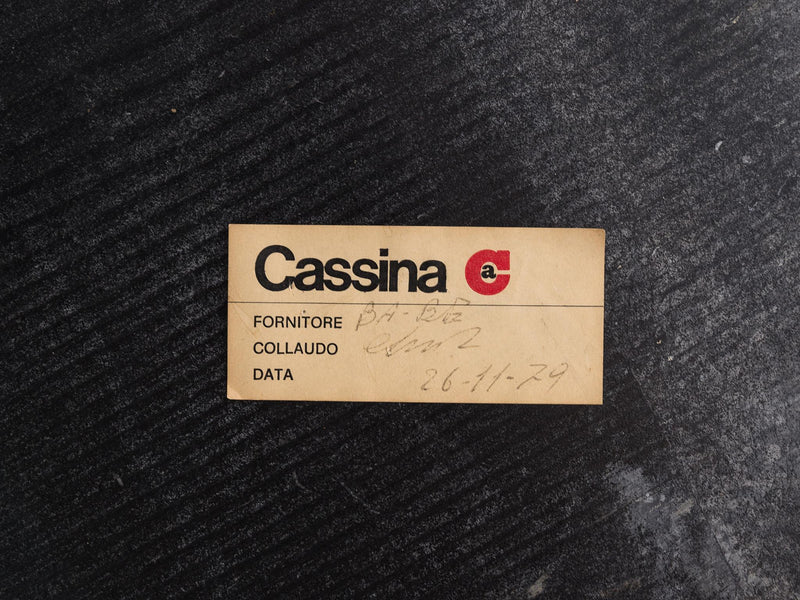 Cassina a C
FORNITORE
COLLAUDO
DATA 26-11-79